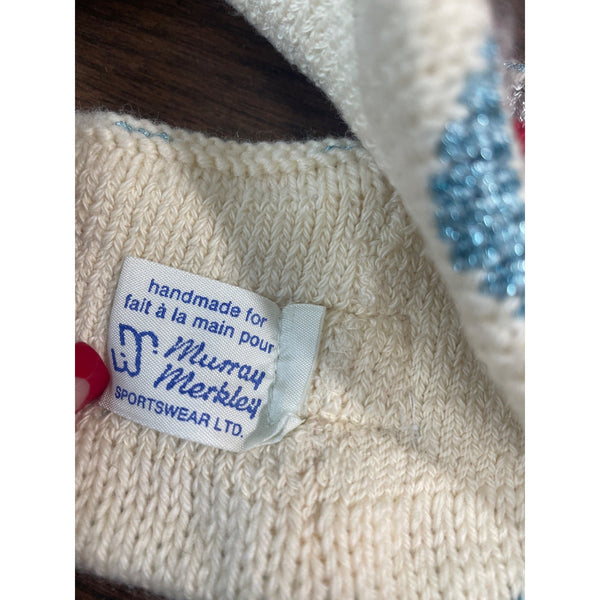 handmade for
fait à la main pour
Murray
Merkley
SPORTSWEAR LTD.